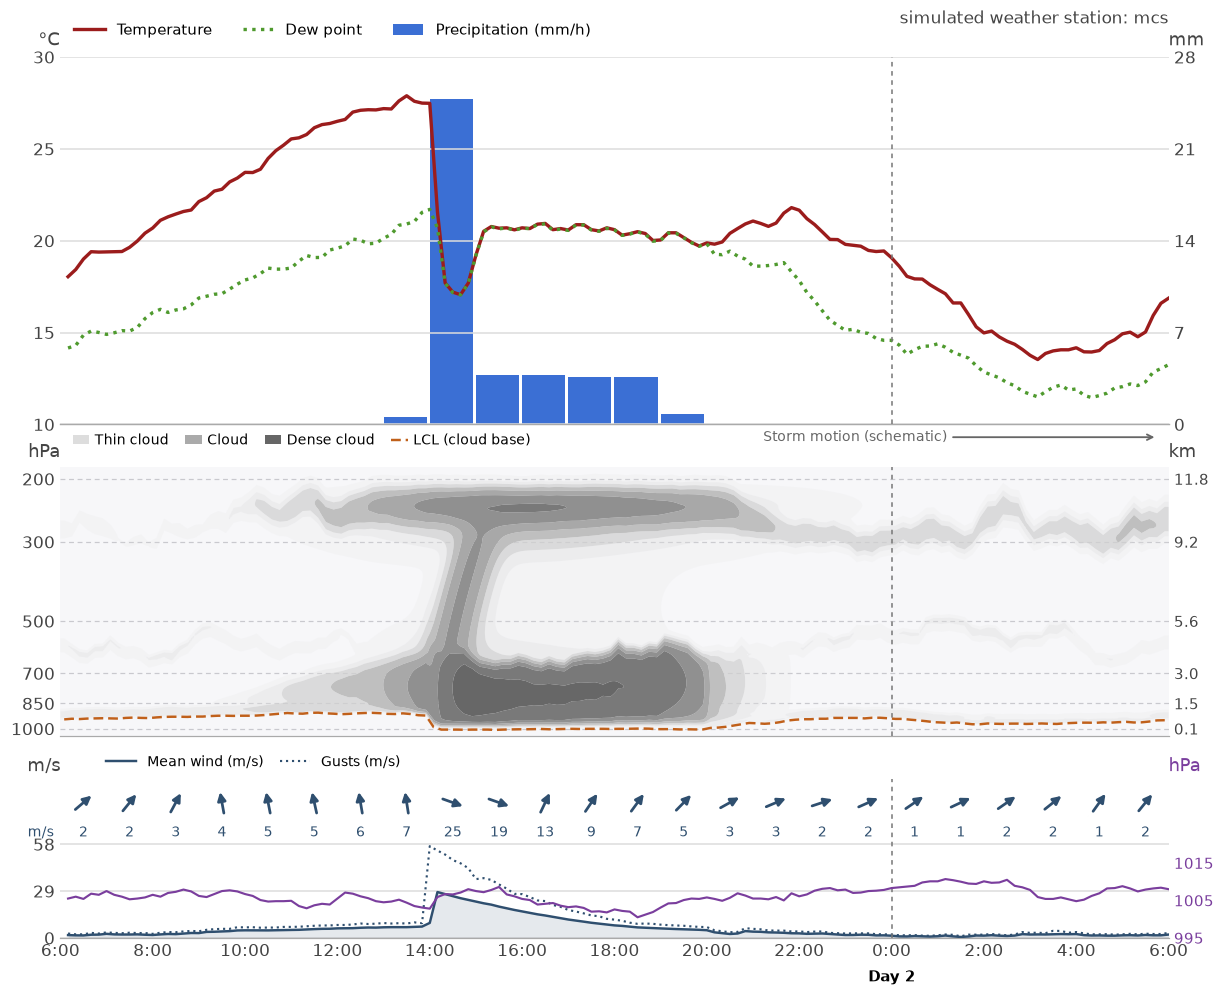 simulated weather station: mcs
Temperature Dew point Precipitation (mm/h)
°C mm
30 28
25 21
20 14
15 7
10 0
Thin cloud Cloud Dense cloud LCL (cloud base) Storm motion (schematic)
hPa km
200 11.8
300 9.2
500 5.6
700 3.0
850 1.5
1000 0.1
m/s Mean wind (m/s) Gusts (m/s) hPa
m/s 2 2 3 4 5 5 6 7 25 19 13 9 7 5 3 3 2 2 1 1 2 2 1 2
58
1015
29
1005
0 995
6:00 8:00 10:00 12:00 14:00 16:00 18:00 20:00 22:00 0:00 2:00 4:00 6:00
Day 2